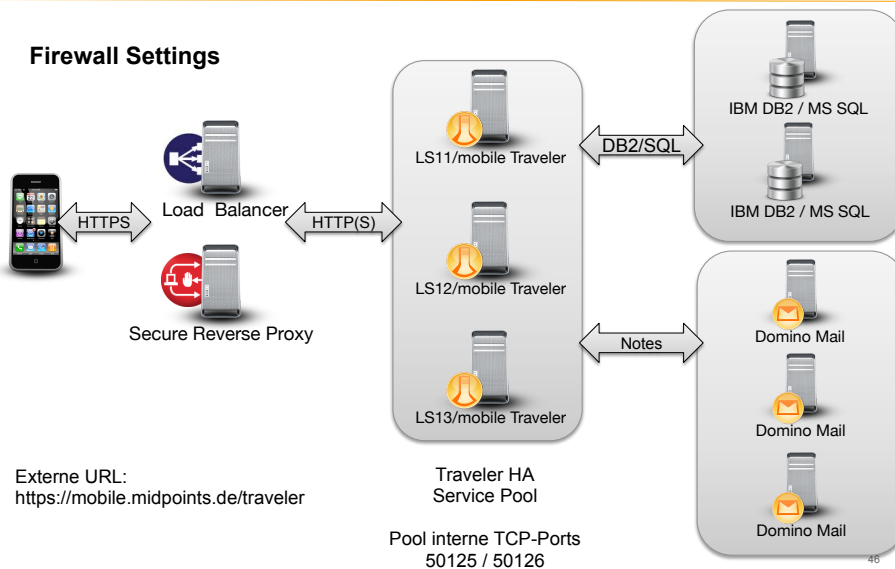 Firewall Settings
HTTPS
Load Balancer
Secure Reverse Proxy
HTTP(S)
LS11/mobile Traveler
LS12/mobile Traveler
LS13/mobile Traveler
DB2/SQL
IBM DB2 / MS SQL
IBM DB2 / MS SQL
Notes
Domino Mail
Domino Mail
Domino Mail
Externe URL:
https://mobile.midpoints.de/traveler
Traveler HA
Service Pool
Pool interne TCP-Ports
50125 / 50126
46